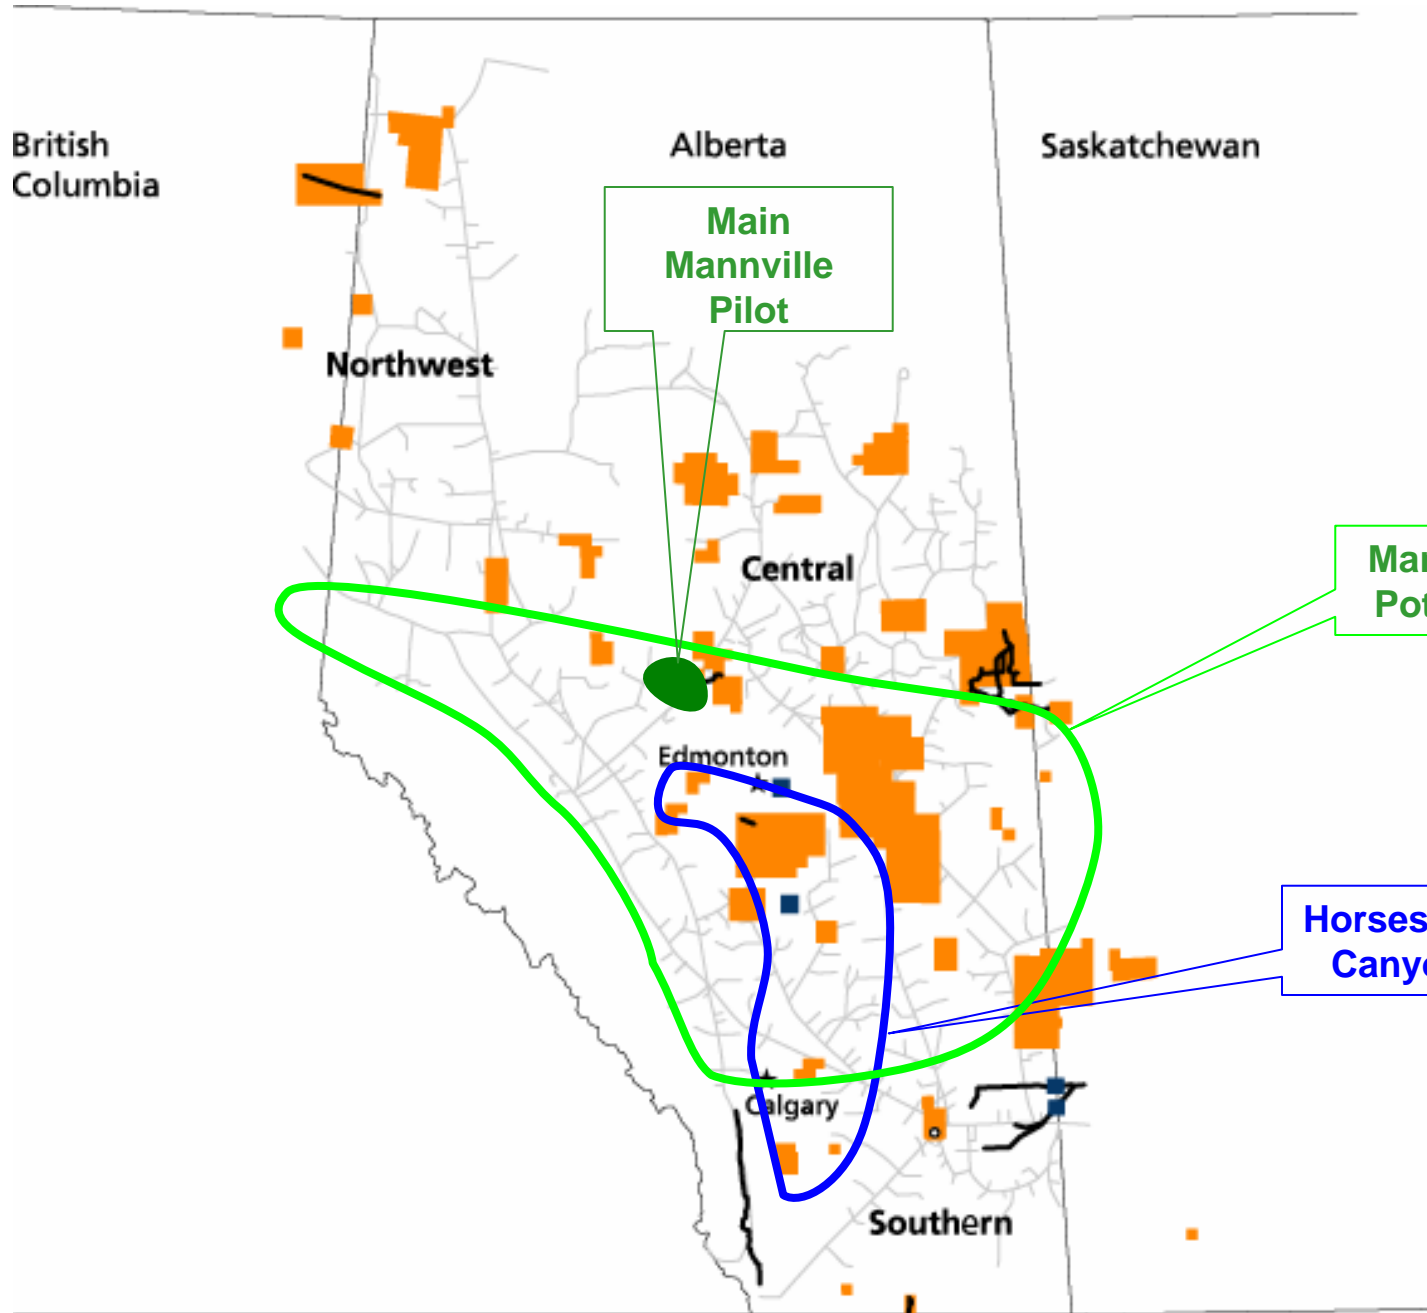 British
Columbia
Alberta
Saskatchewan
Main
Mannville
Pilot
Northwest
Central
Edmonton
Calgary
Southern